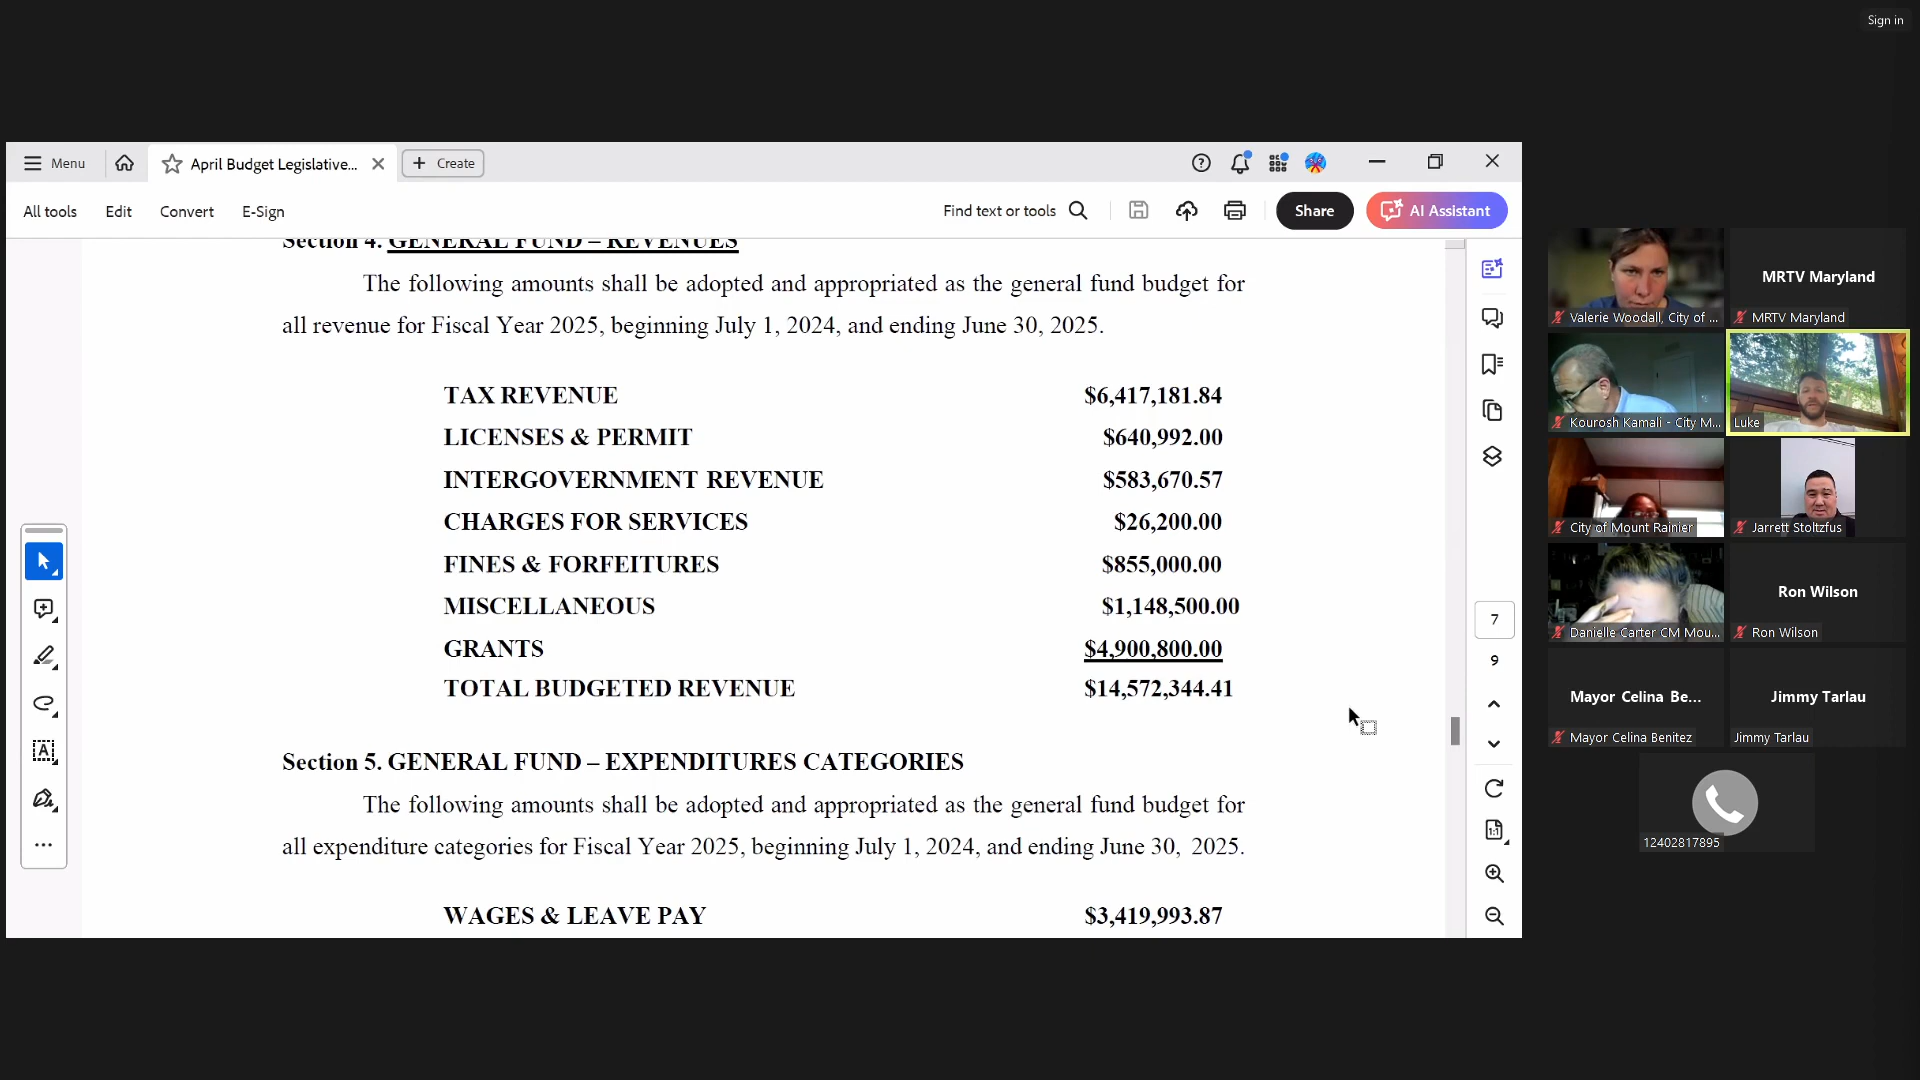 Sign in
Menu
April Budget Legislative...
Create
All tools
Edit
Convert
E-Sign
Find text or tools
Share
AI Assistant
Section 4. GENERAL FUND – REVENUES
The following amounts shall be adopted and appropriated as the general fund budget for
all revenue for Fiscal Year 2025, beginning July 1, 2024, and ending June 30, 2025.
TAX REVENUE $6,417,181.84
LICENSES & PERMIT $640,992.00
INTERGOVERNMENT REVENUE $583,670.57
CHARGES FOR SERVICES $26,200.00
FINES & FORFEITURES $855,000.00
MISCELLANEOUS $1,148,500.00
GRANTS $4,900,800.00
TOTAL BUDGETED REVENUE $14,572,344.41
Section 5. GENERAL FUND – EXPENDITURES CATEGORIES
The following amounts shall be adopted and appropriated as the general fund budget for
all expenditure categories for Fiscal Year 2025, beginning July 1, 2024, and ending June 30, 2025.
WAGES & LEAVE PAY $3,419,993.87
7
9
1:1
Valerie Woodall, City of ...
MRTV Maryland
MRTV Maryland
Kourosh Kamali - City M...
Luke
City of Mount Rainier
Jarrett Stoltzfus
Danielle Carter CM Mou...
Ron Wilson
Ron Wilson
Mayor Celina Be...
Mayor Celina Benitez
Jimmy Tarlau
Jimmy Tarlau
12402817895